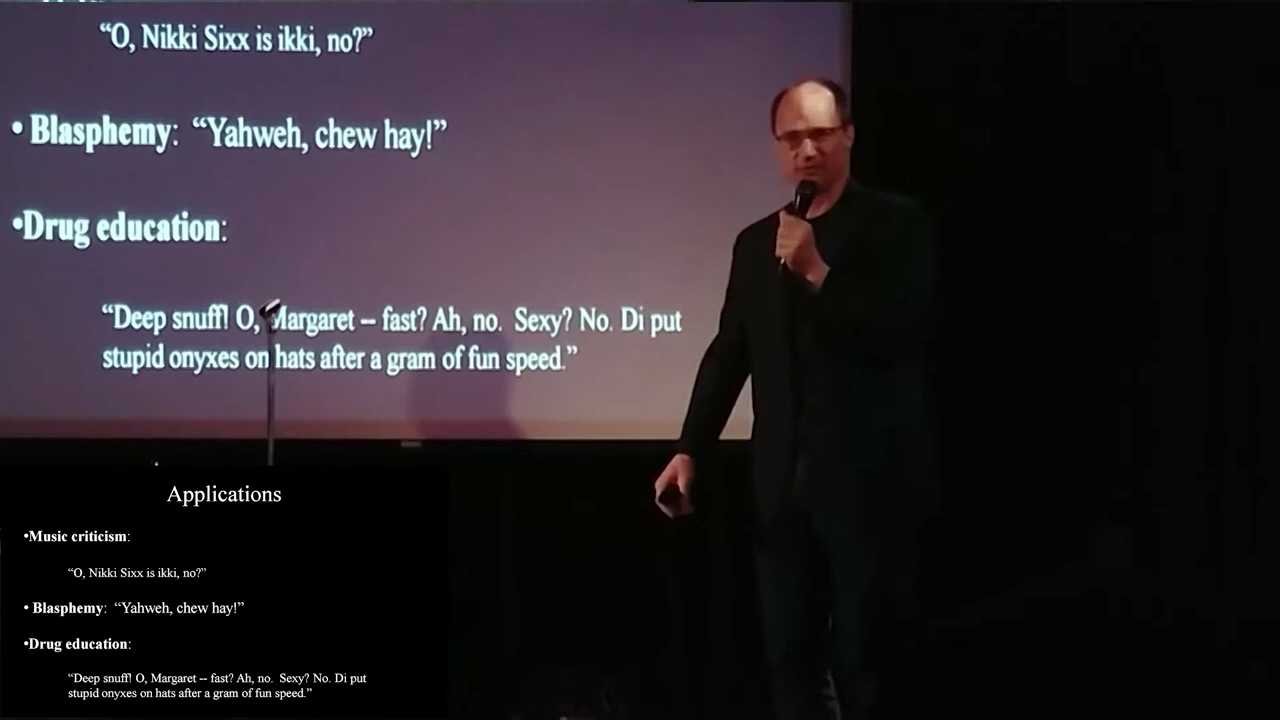 “O, Nikki Sixx is ikki, no?”
• Blasphemy: “Yahweh, chew hay!”
•Drug education:
“Deep snuff! O, Margaret -- fast? Ah, no. Sexy? No. Di put
stupid onyxes on hats after a gram of fun speed.”
Applications
•Music criticism:
“O, Nikki Sixx is ikki, no?”
• Blasphemy: “Yahweh, chew hay!”
•Drug education:
“Deep snuff! O, Margaret -- fast? Ah, no. Sexy? No. Di put
stupid onyxes on hats after a gram of fun speed.”